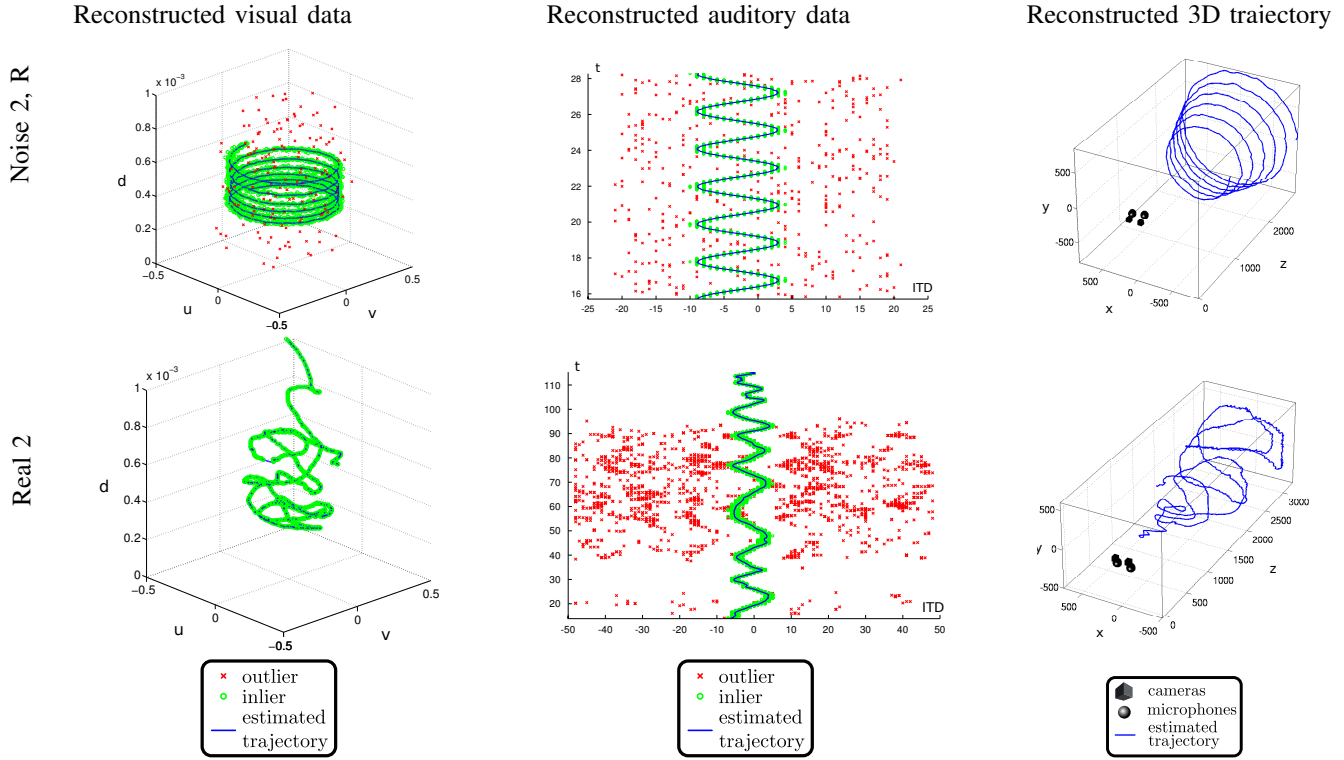 Reconstructed visual data
Reconstructed auditory data
Reconstructed 3D trajectory
Noise 2, R
x 10⁻³
1
0.8
0.6
d
0.4
0.2
0
-0.5
u
0
-0.5
v
0
0.5
t
28
26
24
22
20
18
16
ITD
-25 -20 -15 -10 -5 0 5 10 15 20 25
500
y
0
-500
500
x
0
-500
0
1000
z
2000
Real 2
x 10⁻³
1
0.8
0.6
d
0.4
0.2
0
-0.5
u
0
-0.5
v
0
0.5
t
110
100
90
80
70
60
50
40
30
20
ITD
-50 -40 -30 -20 -10 0 10 20 30 40 50
500
y
0
-500
500
x
0
-500
0
500
1000
1500
z
2000
2500
3000
outlier
inlier
estimated
trajectory
outlier
inlier
estimated
trajectory
cameras
microphones
estimated
trajectory